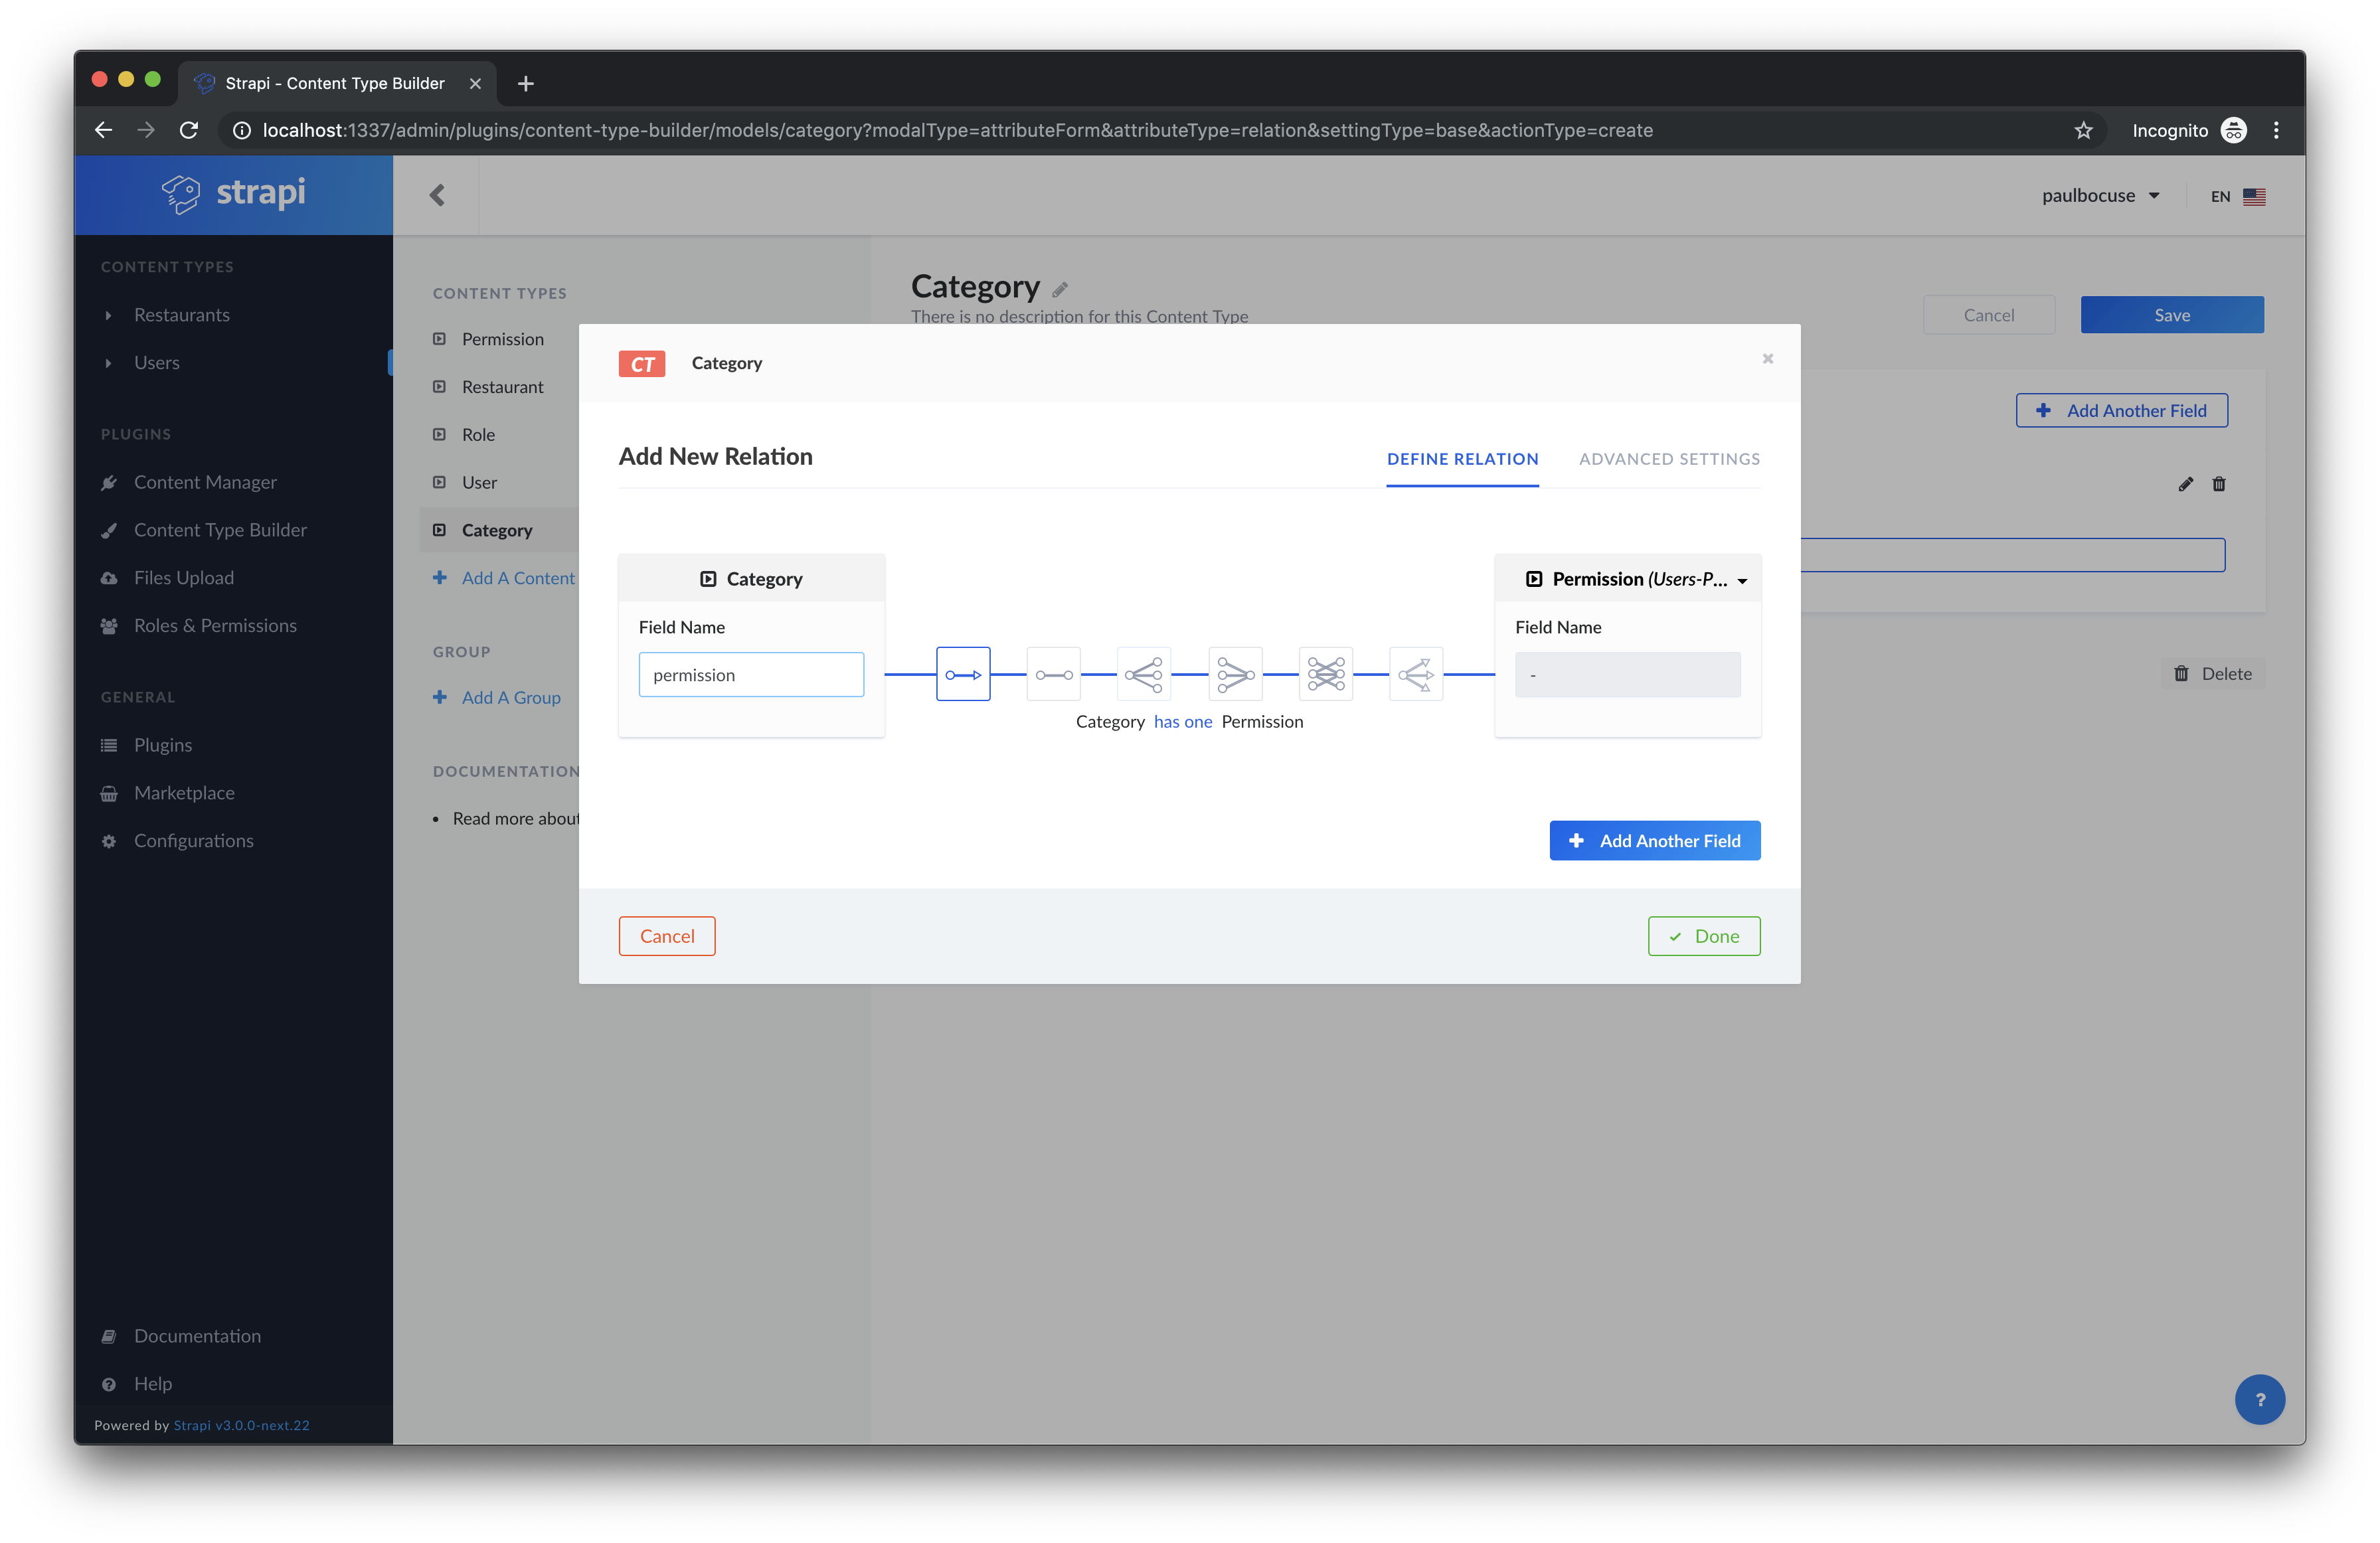 Strapi - Content Type Builder
localhost:1337/admin/plugins/content-type-builder/models/category?modalType=attributeForm&attributeType=relation&settingType=base&actionType=create
Incognito
strapi
paulbocuse
EN
CONTENT TYPES
Restaurants
Users
PLUGINS
Content Manager
Content Type Builder
Files Upload
Roles & Permissions
GENERAL
Plugins
Marketplace
Configurations
Documentation
Help
Powered by Strapi v3.0.0-next.22
CONTENT TYPES
Permission
Restaurant
Role
User
Category
Add A Content
GROUP
Add A Group
DOCUMENTATION
Read more about
Category
There is no description for this Content Type
Cancel
Save
Add Another Field
Delete
CT Category
Add New Relation
DEFINE RELATION
ADVANCED SETTINGS
Category
Field Name
permission
Category has one Permission
Permission (Users-P...
Field Name
-
Add Another Field
Cancel
Done
?